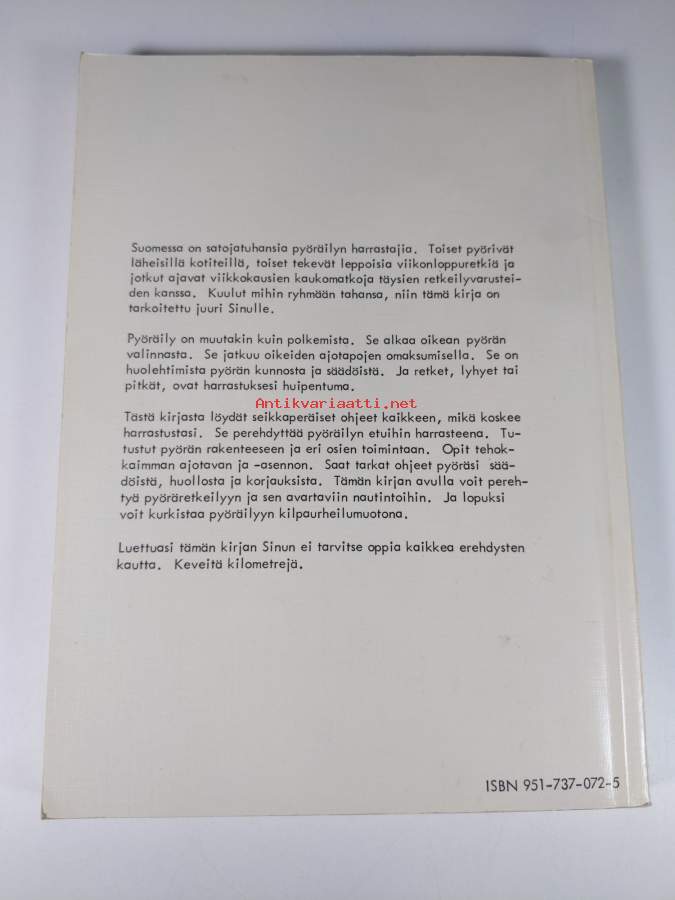 Suomessa on satojatuhansia pyöräilyn harrastajia. Toiset pyörivät
läheisillä kotiteillä, toiset tekevät leppoisia viikonloppuretkiä ja
jotkut ajavat viikkokausien kaukomatkoja täysien retkeilyvarustei-
den kanssa. Kuulut mihin ryhmään tahansa, niin tämä kirja on
tarkoitettu juuri Sinulle.
Pyöräily on muutakin kuin polkemista. Se alkaa oikean pyörän
valinnasta. Se jatkuu oikeiden ajotapojen omaksumisella. Se on
huolehtimista pyörän kunnosta ja säädöistä. Ja retket, lyhyet tai
pitkät, ovat harrastuksesi huipentuma.
Antikvariaatti.net
Tästä kirjasta löydät seikkaperäiset ohjeet kaikkeen, mikä koskee
harrastustasi. Se perehdyttää pyöräilyn etuihin harrasteena. Tu-
tustut pyörän rakenteeseen ja eri osien toimintaan. Opit tehok-
kaimman ajotavan ja -asennon. Saat tarkat ohjeet pyöräsi sää-
döistä, huollosta ja korjauksista. Tämän kirjan avulla voit pereh-
tyä pyöräretkeilyyn ja sen avartaviin nautintoihin. Ja lopuksi
voit kurkistaa pyöräilyyn kilpaurheilumuotona.
Luettuasi tämän kirjan Sinun ei tarvitse oppia kaikkea erehdysten
kautta. Keveitä kilometrejä.
ISBN 951-737-072-5